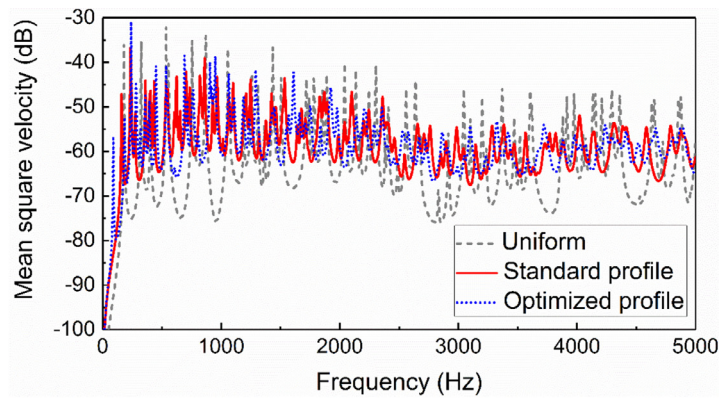 Mean square velocity (dB)
-30
-40
-50
-60
-70
-80
-90
-100
Uniform
Standard profile
Optimized profile
0
1000
2000
3000
4000
5000
Frequency (Hz)